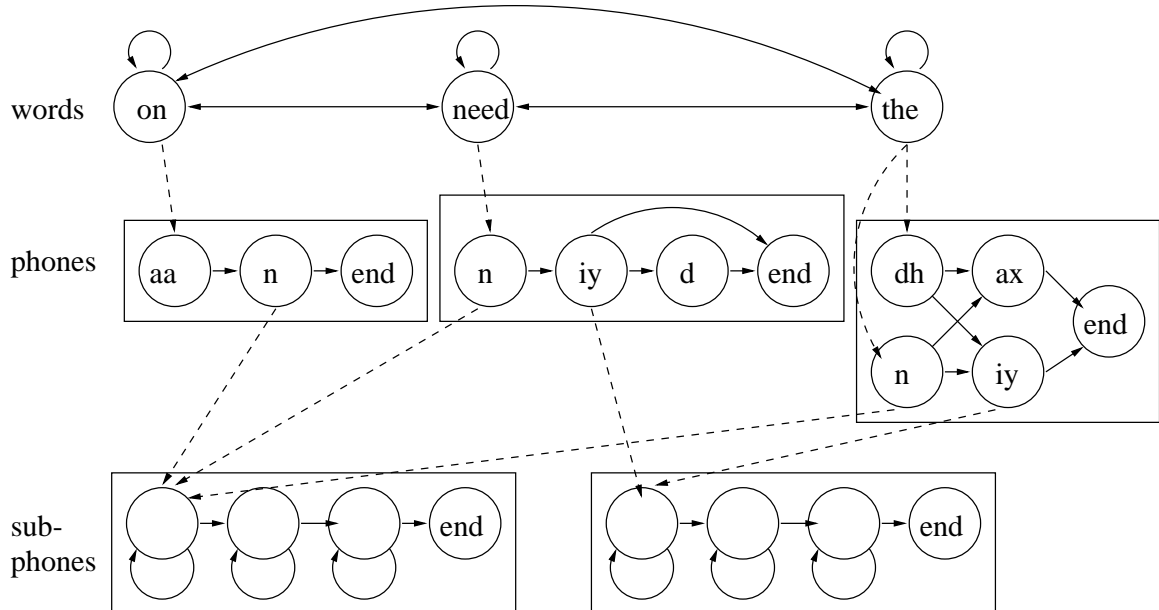 words on need the
phones aa n end n iy d end dh ax end
n iy
sub-
phones end end